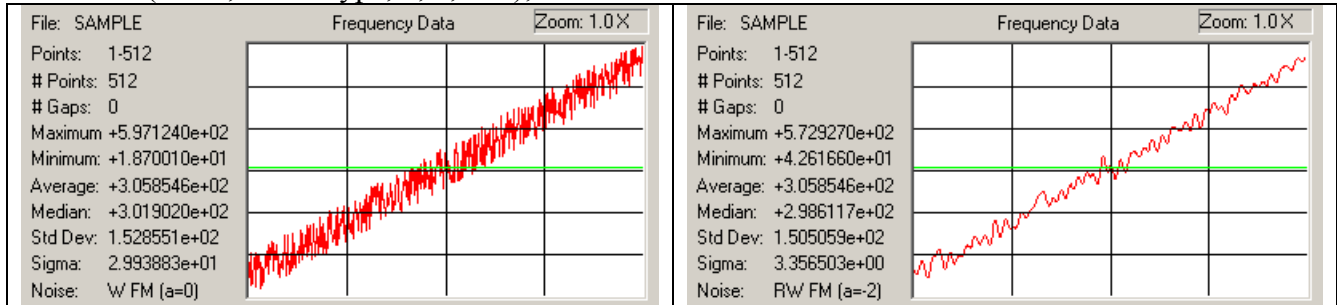 File: SAMPLE Frequency Data Zoom: 1.0 X
Points: 1-512
# Points: 512
# Gaps: 0
Maximum +5.971240e+02
Minimum: +1.870010e+01
Average: +3.058546e+02
Median: +3.019020e+02
Std Dev: 1.528551e+02
Sigma: 2.993883e+01
Noise: W FM (a=0)
File: SAMPLE Frequency Data Zoom: 1.0 X
Points: 1-512
# Points: 512
# Gaps: 0
Maximum +5.729270e+02
Minimum: +4.261660e+01
Average: +3.058546e+02
Median: +2.986117e+02
Std Dev: 1.505059e+02
Sigma: 3.356503e+00
Noise: RW FM (a=-2)